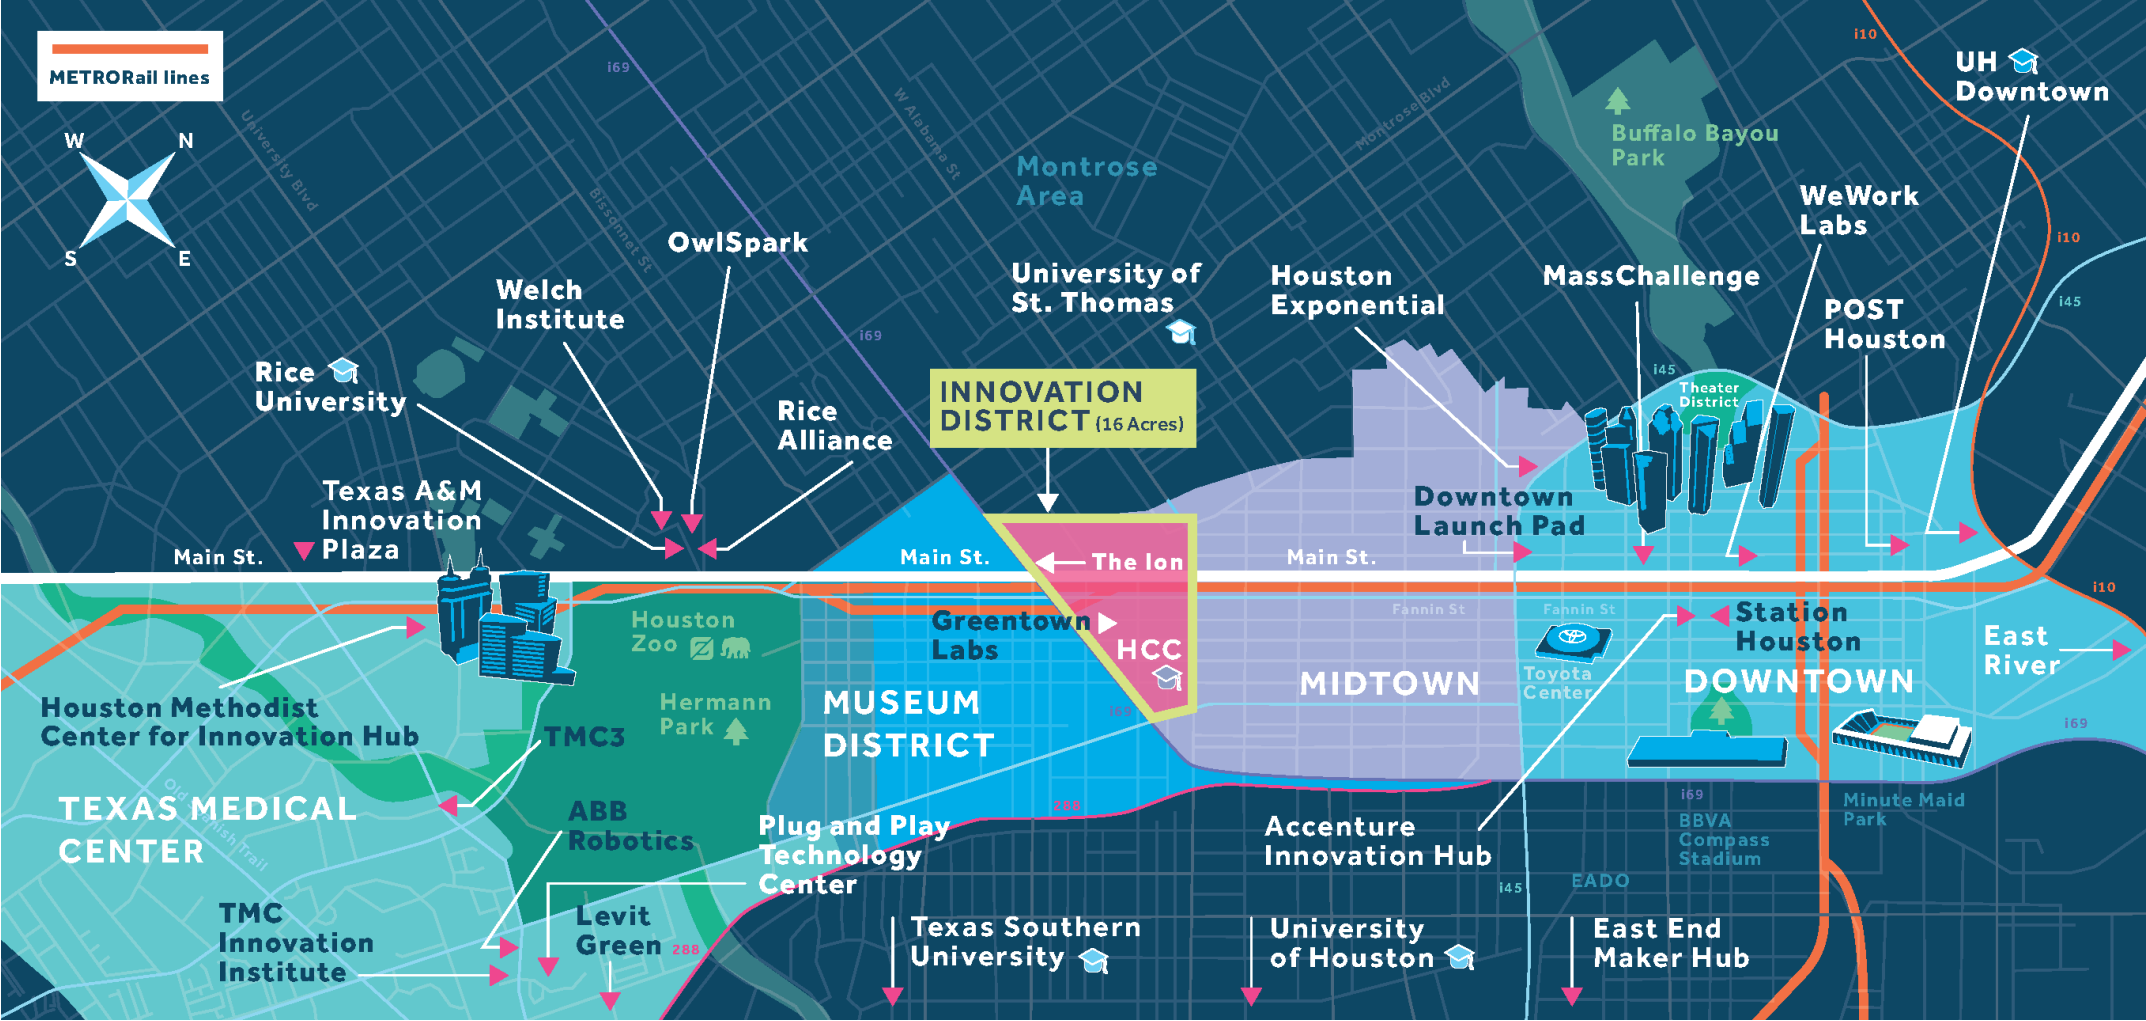 METRORail lines
W
N
S
E
University Blvd
i69
Bissonnet St
W Alabama St
Montrose
Area
Montrose Blvd
Buffalo Bayou
Park
i10
UH
Downtown
WeWork
Labs
i10
i45
OwlSpark
Welch
Institute
University of
St. Thomas
Houston
Exponential
MassChallenge
POST
Houston
i69
i45
Theater
District
Rice
University
Rice
Alliance
INNOVATION
DISTRICT (16 Acres)
Texas A&M
Innovation
Plaza
Downtown
Launch Pad
Main St.
Main St.
The Ion
Main St.
i10
Houston
Zoo
Greentown
Labs
HCC
Fannin St
Fannin St
Station
Houston
East
River
Toyota
Center
Houston Methodist
Center for Innovation Hub
TMC3
Hermann
Park
MUSEUM
DISTRICT
i69
MIDTOWN
DOWNTOWN
i69
TEXAS MEDICAL
CENTER
Old Spanish Trail
ABB
Robotics
288
Plug and Play
Technology
Center
Accenture
Innovation Hub
i69
BBVA
Compass
Stadium
Minute Maid
Park
i45
EADO
TMC
Innovation
Institute
Levit
Green
288
Texas Southern
University
University
of Houston
East End
Maker Hub